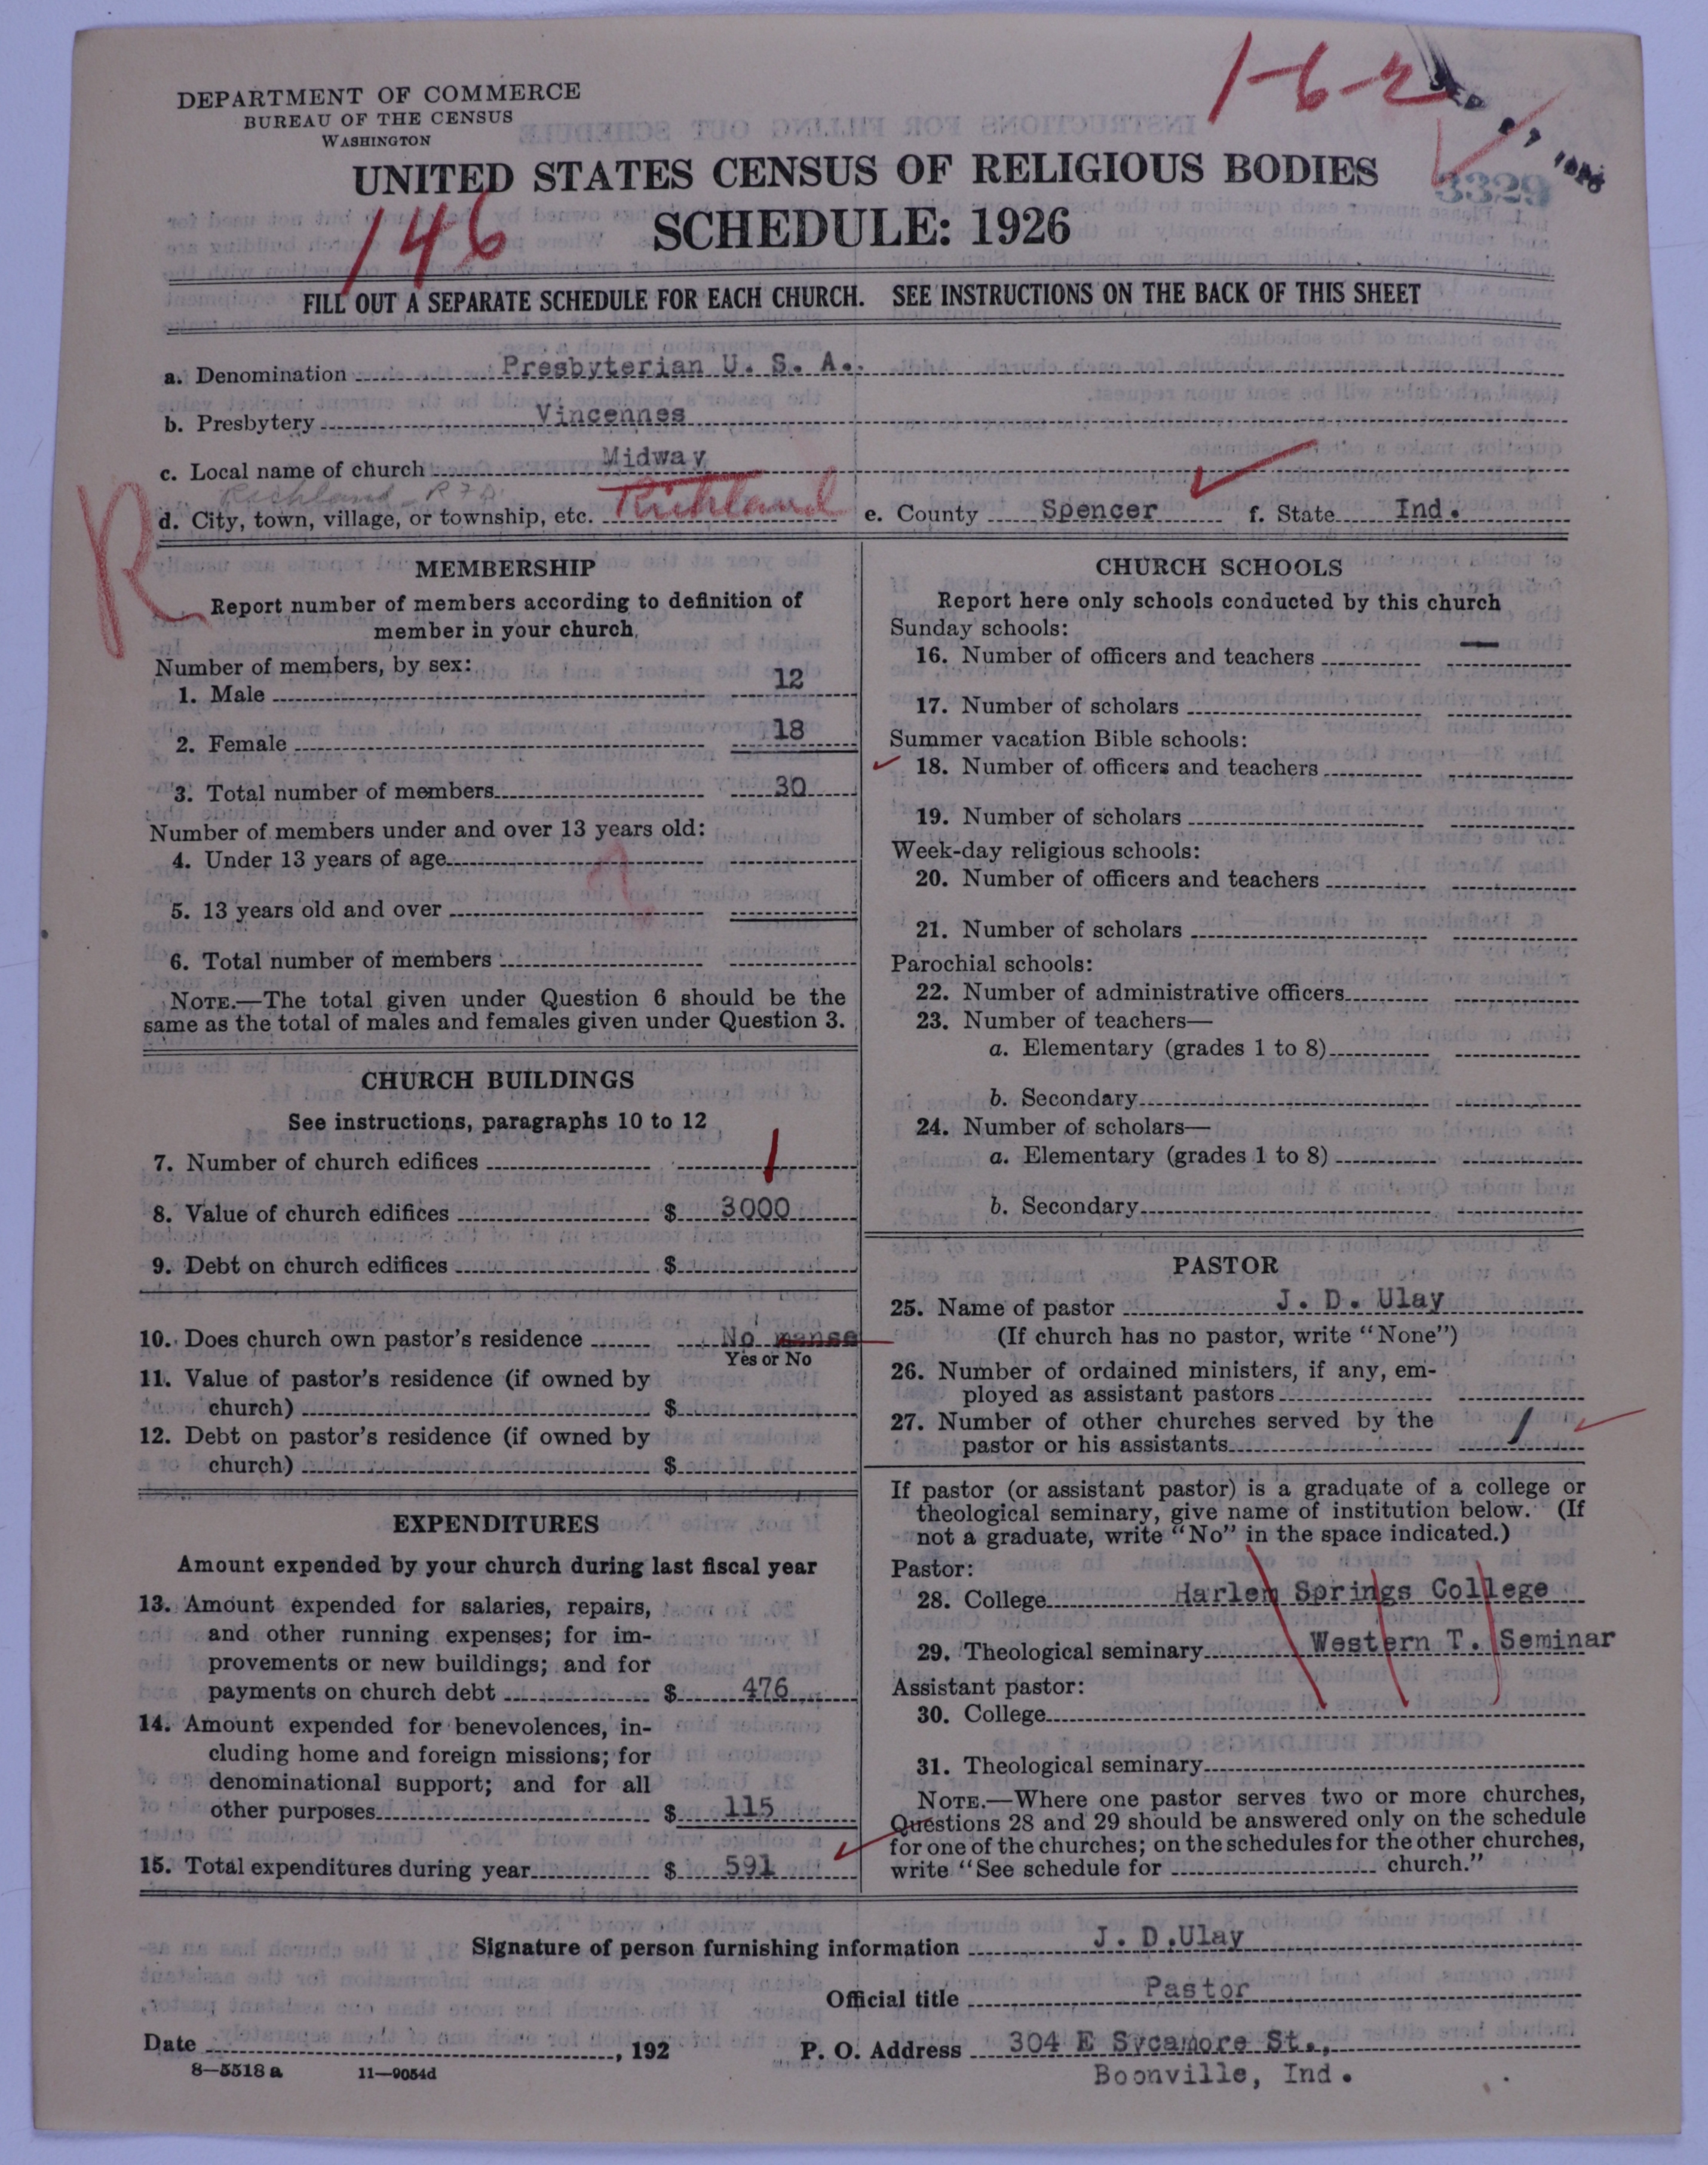 DEPARTMENT OF COMMERCE
BUREAU OF THE CENSUS
WASHINGTON
1-6-2
3329
UNITED STATES CENSUS OF RELIGIOUS BODIES
SCHEDULE: 1926
146
FILL OUT A SEPARATE SCHEDULE FOR EACH CHURCH. SEE INSTRUCTIONS ON THE BACK OF THIS SHEET
a. Denomination Presbyterian U. S. A.
b. Presbytery Vincennes
c. Local name of church Midway
Richland R F D
d. City, town, village, or township, etc. Richland e. County Spencer f. State Ind.
R
MEMBERSHIP
Report number of members according to definition of
member in your church.
Number of members, by sex:
1. Male 12
2. Female 18
3. Total number of members 30
Number of members under and over 13 years old:
4. Under 13 years of age
5. 13 years old and over
6. Total number of members
NOTE.—The total given under Question 6 should be the
same as the total of males and females given under Question 3.
CHURCH BUILDINGS
See instructions, paragraphs 10 to 12
7. Number of church edifices 1
8. Value of church edifices $ 3000
9. Debt on church edifices $
10. Does church own pastor's residence No manse
Yes or No
11. Value of pastor's residence (if owned by
church) $
12. Debt on pastor's residence (if owned by
church) $
EXPENDITURES
Amount expended by your church during last fiscal year
13. Amount expended for salaries, repairs,
and other running expenses; for im-
provements or new buildings; and for
payments on church debt $ 476
14. Amount expended for benevolences, in-
cluding home and foreign missions; for
denominational support; and for all
other purposes $ 115
15. Total expenditures during year $ 591
CHURCH SCHOOLS
Report here only schools conducted by this church
Sunday schools:
16. Number of officers and teachers —
17. Number of scholars
Summer vacation Bible schools:
18. Number of officers and teachers
19. Number of scholars
Week-day religious schools:
20. Number of officers and teachers
21. Number of scholars
Parochial schools:
22. Number of administrative officers
23. Number of teachers—
a. Elementary (grades 1 to 8)
b. Secondary
24. Number of scholars—
a. Elementary (grades 1 to 8)
b. Secondary
PASTOR
25. Name of pastor J. D. Ulay
(If church has no pastor, write "None")
26. Number of ordained ministers, if any, em-
ployed as assistant pastors
27. Number of other churches served by the
pastor or his assistants 1
If pastor (or assistant pastor) is a graduate of a college or
theological seminary, give name of institution below. (If
not a graduate, write "No" in the space indicated.)
Pastor:
28. College Harlem Springs College
29. Theological seminary Western T. Seminar
Assistant pastor:
30. College
31. Theological seminary
NOTE.—Where one pastor serves two or more churches,
Questions 28 and 29 should be answered only on the schedule
for one of the churches; on the schedules for the other churches,
write "See schedule for church."
Signature of person furnishing information J. D.Ulay
Official title Pastor
Date , 192 P. O. Address 304 E Sycamore St.,
8—5518 a 11—9054d Boonville, Ind.